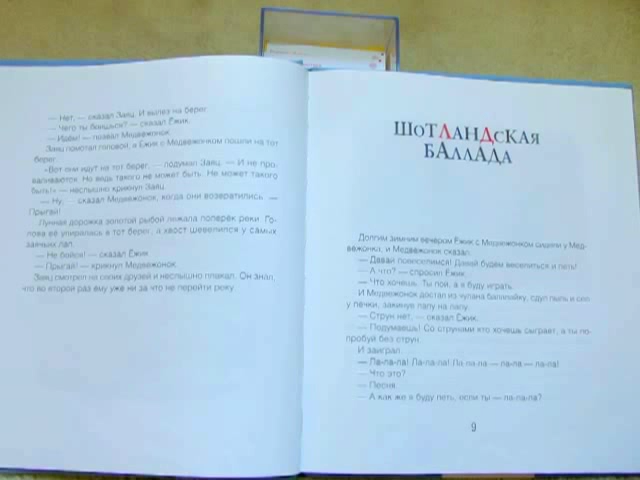 — Нет, — сказал Заяц. И вылез на берег.
— Чего ты боишься? — сказал Ёжик.
— Идём! — позвал Медвежонок.
Заяц помотал головой, а Ёжик с Медвежонком пошли на тот
берег.
«Вот они идут на тот берег, — подумал Заяц. — И не про-
валиваются. Но ведь такого не может быть. Не может такого
быть!» — неслышно крикнул Заяц.
— Ну, — сказал Медвежонок, когда они возвратились. —
Прыгай!
Лунная дорожка золотой рыбой лежала поперёк реки. Го-
лова её упиралась в тот берег, а хвост шевелился у самых
заячьих лап.
— Не бойся! — сказал Ёжик.
— Прыгай! — крикнул Медвежонок.
Заяц смотрел на своих друзей и неслышно плакал. Он знал,
что во второй раз ему уже ни за что не перейти реку.
ШОТЛАНДСКАЯ
БАЛЛАДА
Долгим зимним вечером Ёжик с Медвежонком сидели у Мед-
вежонка, и Медвежонок сказал:
— Давай повеселимся! Давай будем веселиться и петь!
— А что? — спросил Ёжик.
— Что хочешь. Ты пой, а я буду играть.
И Медвежонок достал из чулана балалайку, сдул пыль и сел
у печки, закинув лапу на лапу.
— Струн нет, — сказал Ёжик.
— Подумаешь! Со струнами кто хочешь сыграет, а ты по-
пробуй без струн.
И заиграл.
— Ла-ла-ла! Ла-ла-ла! Ла-ла-ла — ла-ла — ла-ла!
— Что это?
— Песня.
— А как же я буду петь, если ты — ла-ла-ла?
9